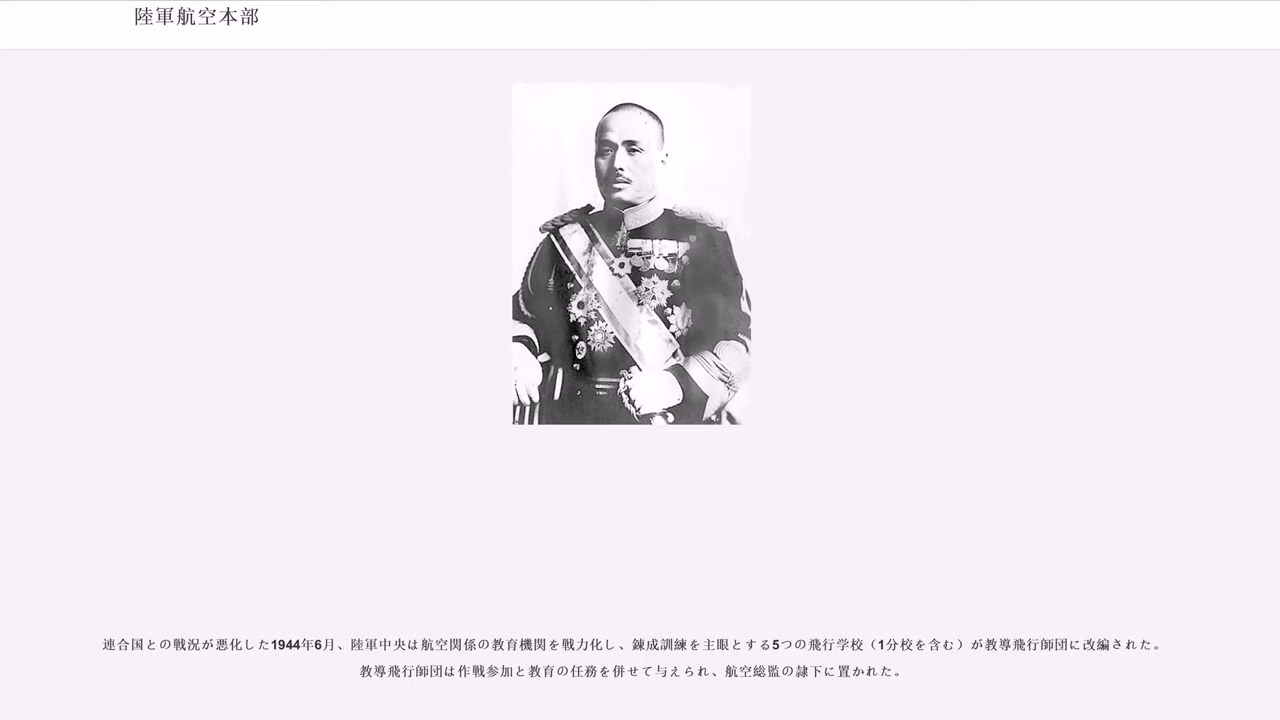 陸軍航空本部
連合国との戦況が悪化した1944年6月、陸軍中央は航空関係の教育機関を戦力化し、錬成訓練を主眼とする5つの飛行学校（1分校を含む）が教導飛行師団に改編された。
教導飛行師団は作戦参加と教育の任務を併せて与えられ、航空総監の隷下に置かれた。